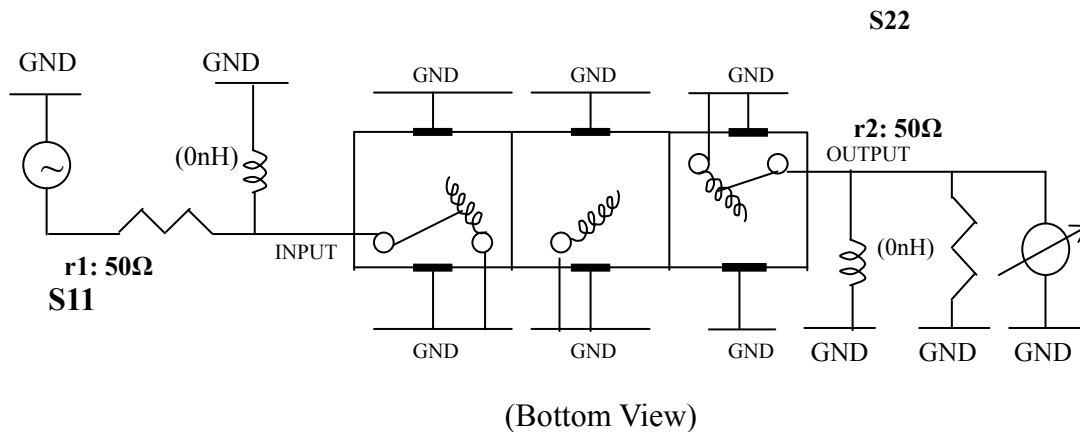 S22
GND
GND
GND
GND
GND
r2: 50Ω
OUTPUT
(0nH)
INPUT
(0nH)
r1: 50Ω
S11
GND
GND
GND
GND
GND
GND
(Bottom View)